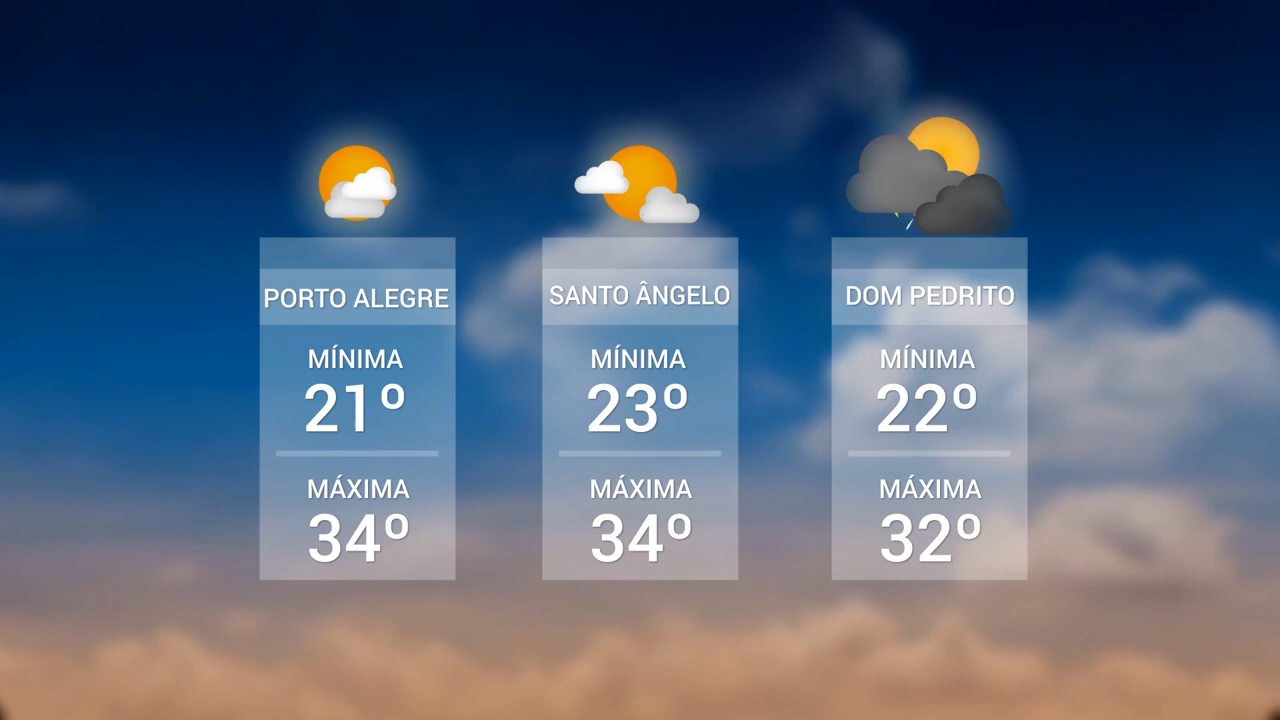 PORTO ALEGRE
MÍNIMA
21º
MÁXIMA
34º
SANTO ÂNGELO
MÍNIMA
23º
MÁXIMA
34º
DOM PEDRITO
MÍNIMA
22º
MÁXIMA
32º